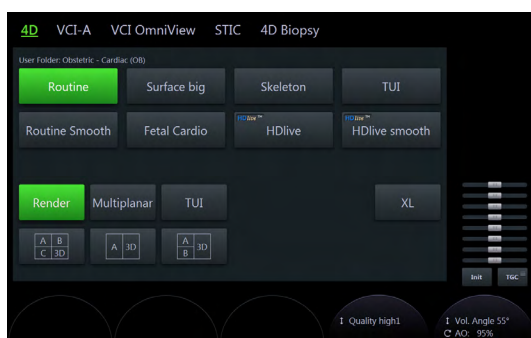 4D VCI-A VCI OmniView STIC 4D Biopsy
User Folder: Obstetric - Cardiac (OB)
Routine Surface big Skeleton TUI
HDlive™ HDlive™
Routine Smooth Fetal Cardio HDlive HDlive smooth
Render Multiplanar TUI XL
A B A 3D A 3D
C 3D B
Init TGC
Quality high1 Vol. Angle 55°
AO: 95%